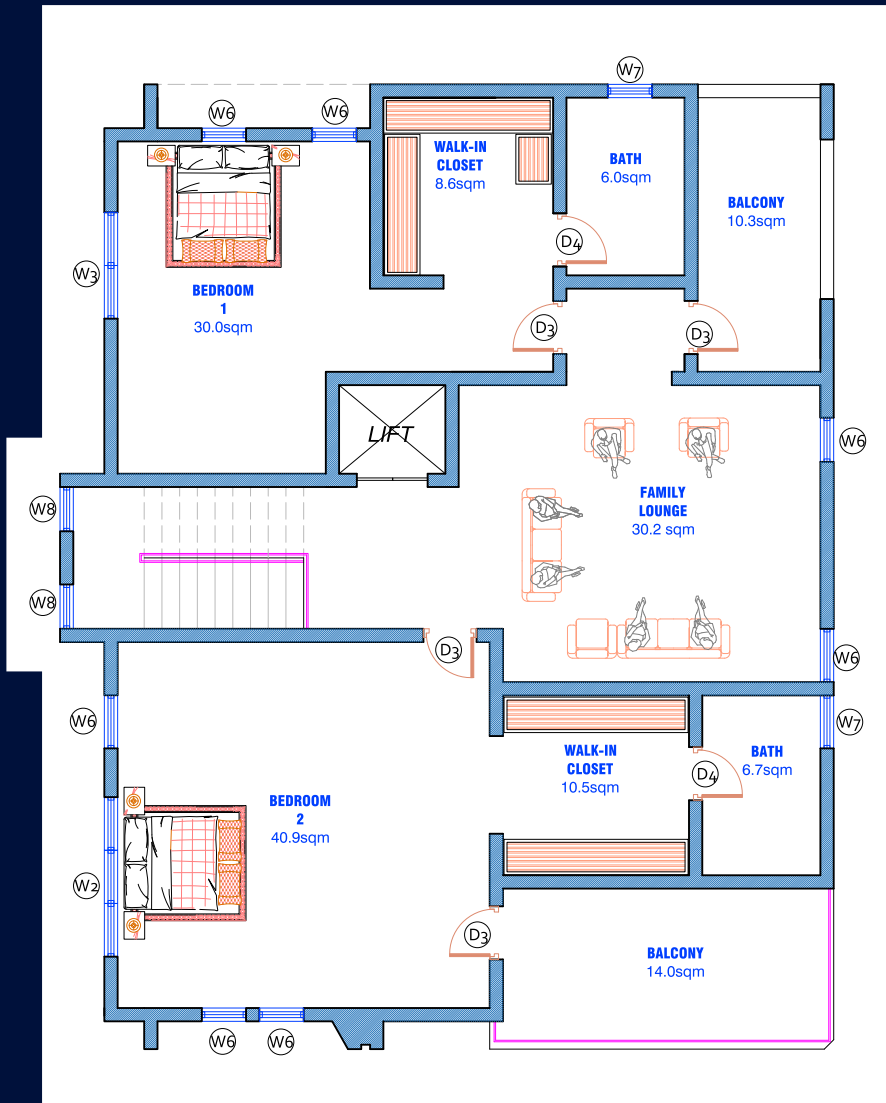 W7
W6
W6
WALK-IN
CLOSET
8.6sqm
BATH
6.0sqm
BALCONY
10.3sqm
D4
W3
BEDROOM
1
30.0sqm
D3
D3
LIFT
W6
FAMILY
LOUNGE
30.2 sqm
W8
W8
D3
W6
W6
W7
WALK-IN
CLOSET
10.5sqm
BATH
6.7sqm
D4
BEDROOM
2
40.9sqm
W2
D3
BALCONY
14.0sqm
W6
W6